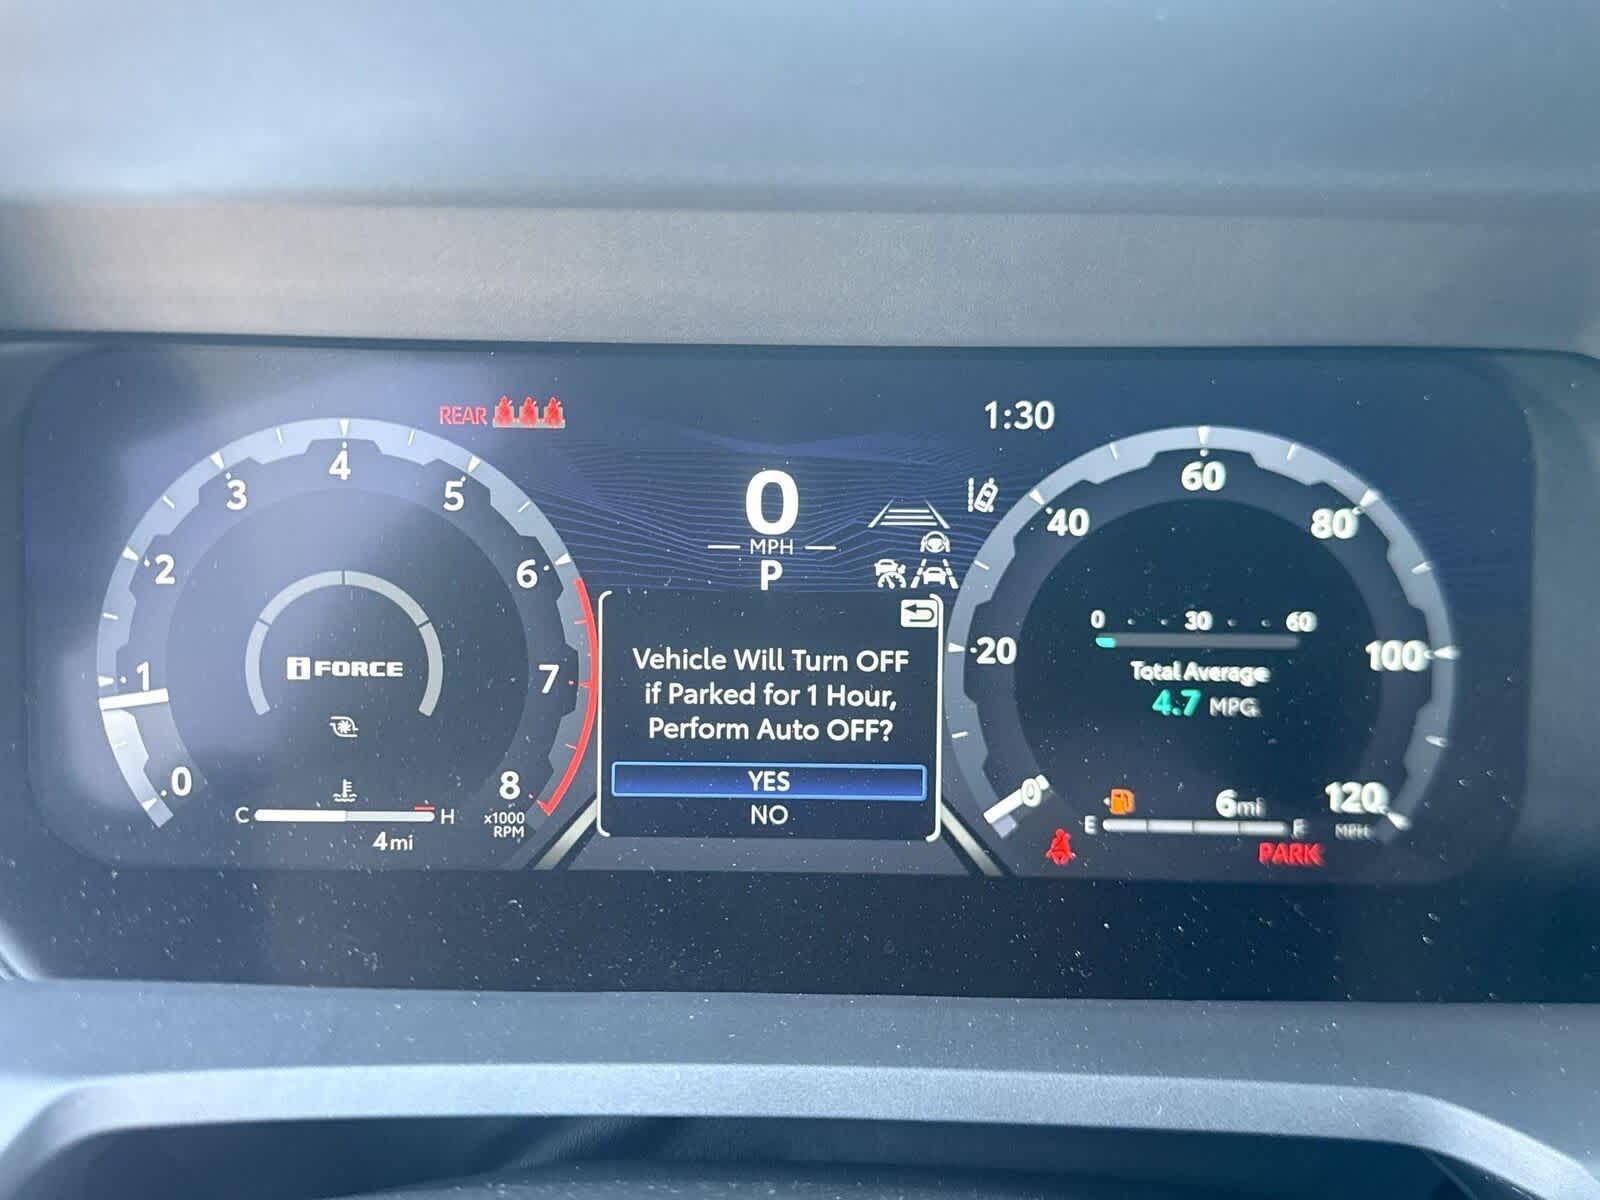 REAR
1:30
0
MPH
P
0
1
2
3
4
5
6
7
8
x1000
RPM
i FORCE
C
H
4mi
Vehicle Will Turn OFF
if Parked for 1 Hour,
Perform Auto OFF?
YES
NO
0
20
40
60
80
100
120
MPH
0 30 60
Total Average
4.7 MPG
6mi
E
F
PARK